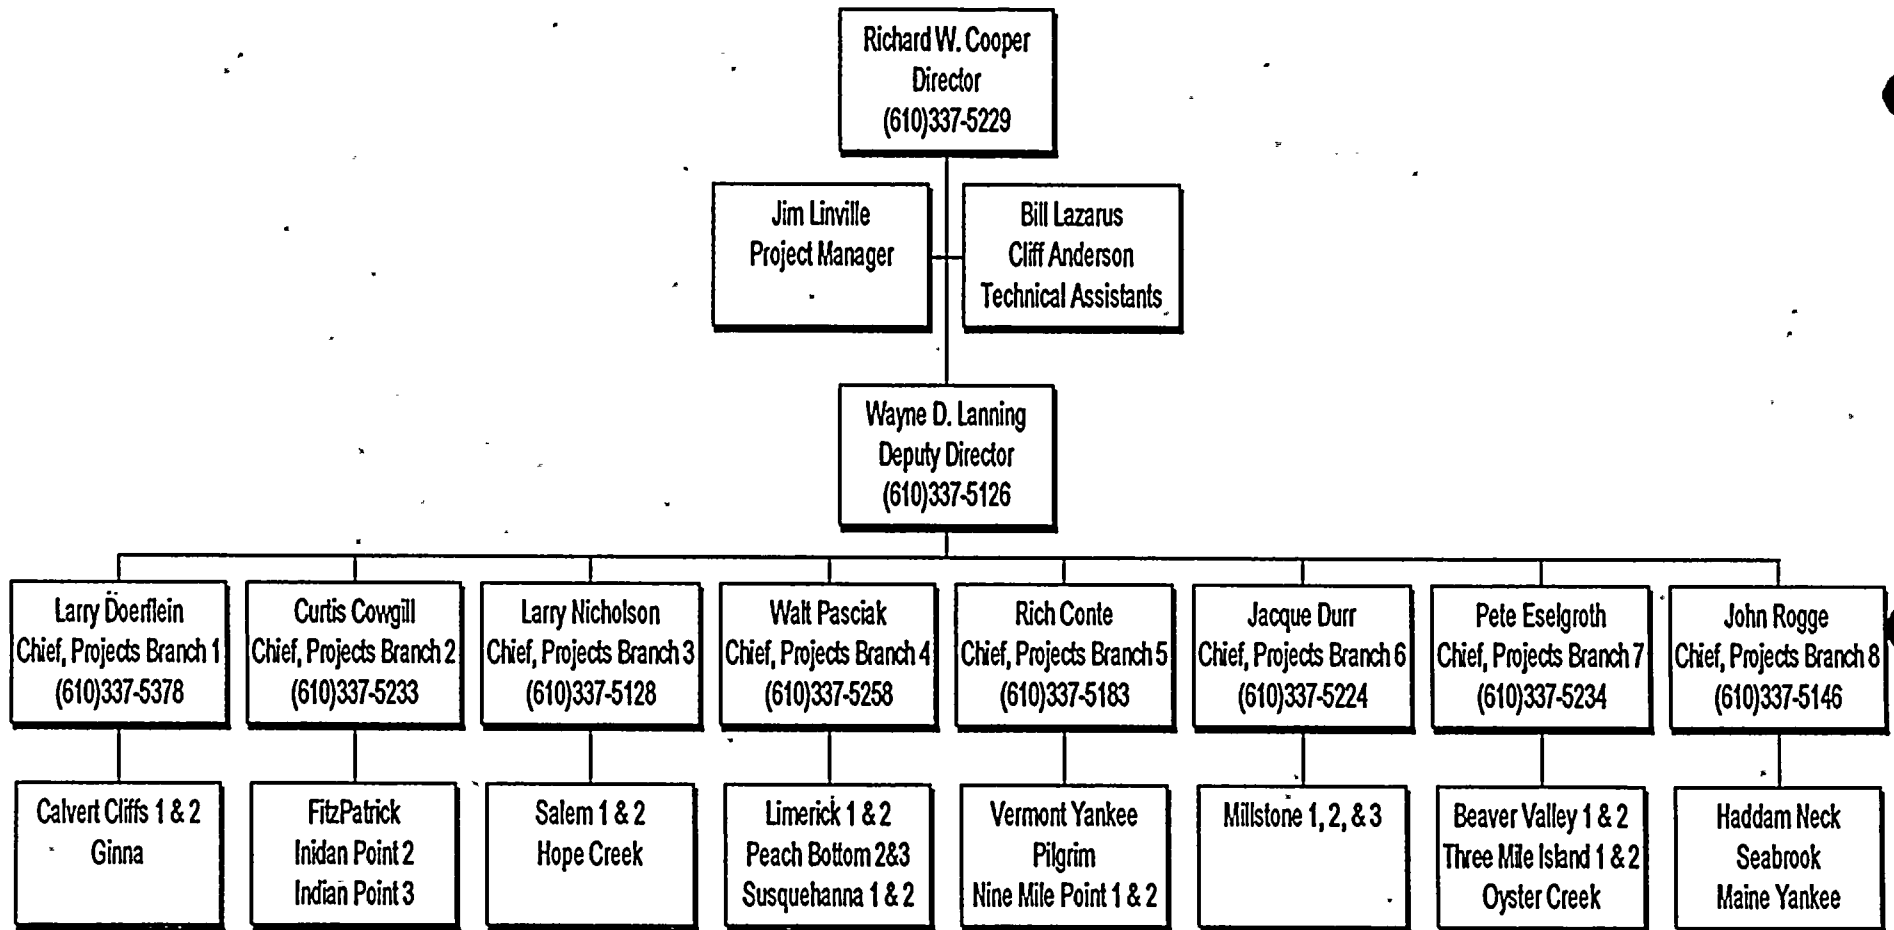 Richard W. Cooper
Director
(610)337-5229
Jim Linville
Project Manager
Bill Lazarus
Cliff Anderson
Technical Assistants
Wayne D. Lanning
Deputy Director
(610)337-5126
Larry Doerflein
Chief, Projects Branch 1
(610)337-5378
Curtis Cowgill
Chief, Projects Branch 2
(610)337-5233
Larry Nicholson
Chief, Projects Branch 3
(610)337-5128
Walt Pasciak
Chief, Projects Branch 4
(610)337-5258
Rich Conte
Chief, Projects Branch 5
(610)337-5183
Jacque Durr
Chief, Projects Branch 6
(610)337-5224
Pete Eselgroth
Chief, Projects Branch 7
(610)337-5234
John Rogge
Chief, Projects Branch 8
(610)337-5146
Calvert Cliffs 1 & 2
Ginna
FitzPatrick
Inidan Point 2
Indian Point 3
Salem 1 & 2
Hope Creek
Limerick 1 & 2
Peach Bottom 2&3
Susquehanna 1 & 2
Vermont Yankee
Pilgrim
Nine Mile Point 1 & 2
Millstone 1, 2, & 3
Beaver Valley 1 & 2
Three Mile Island 1 & 2
Oyster Creek
Haddam Neck
Seabrook
Maine Yankee